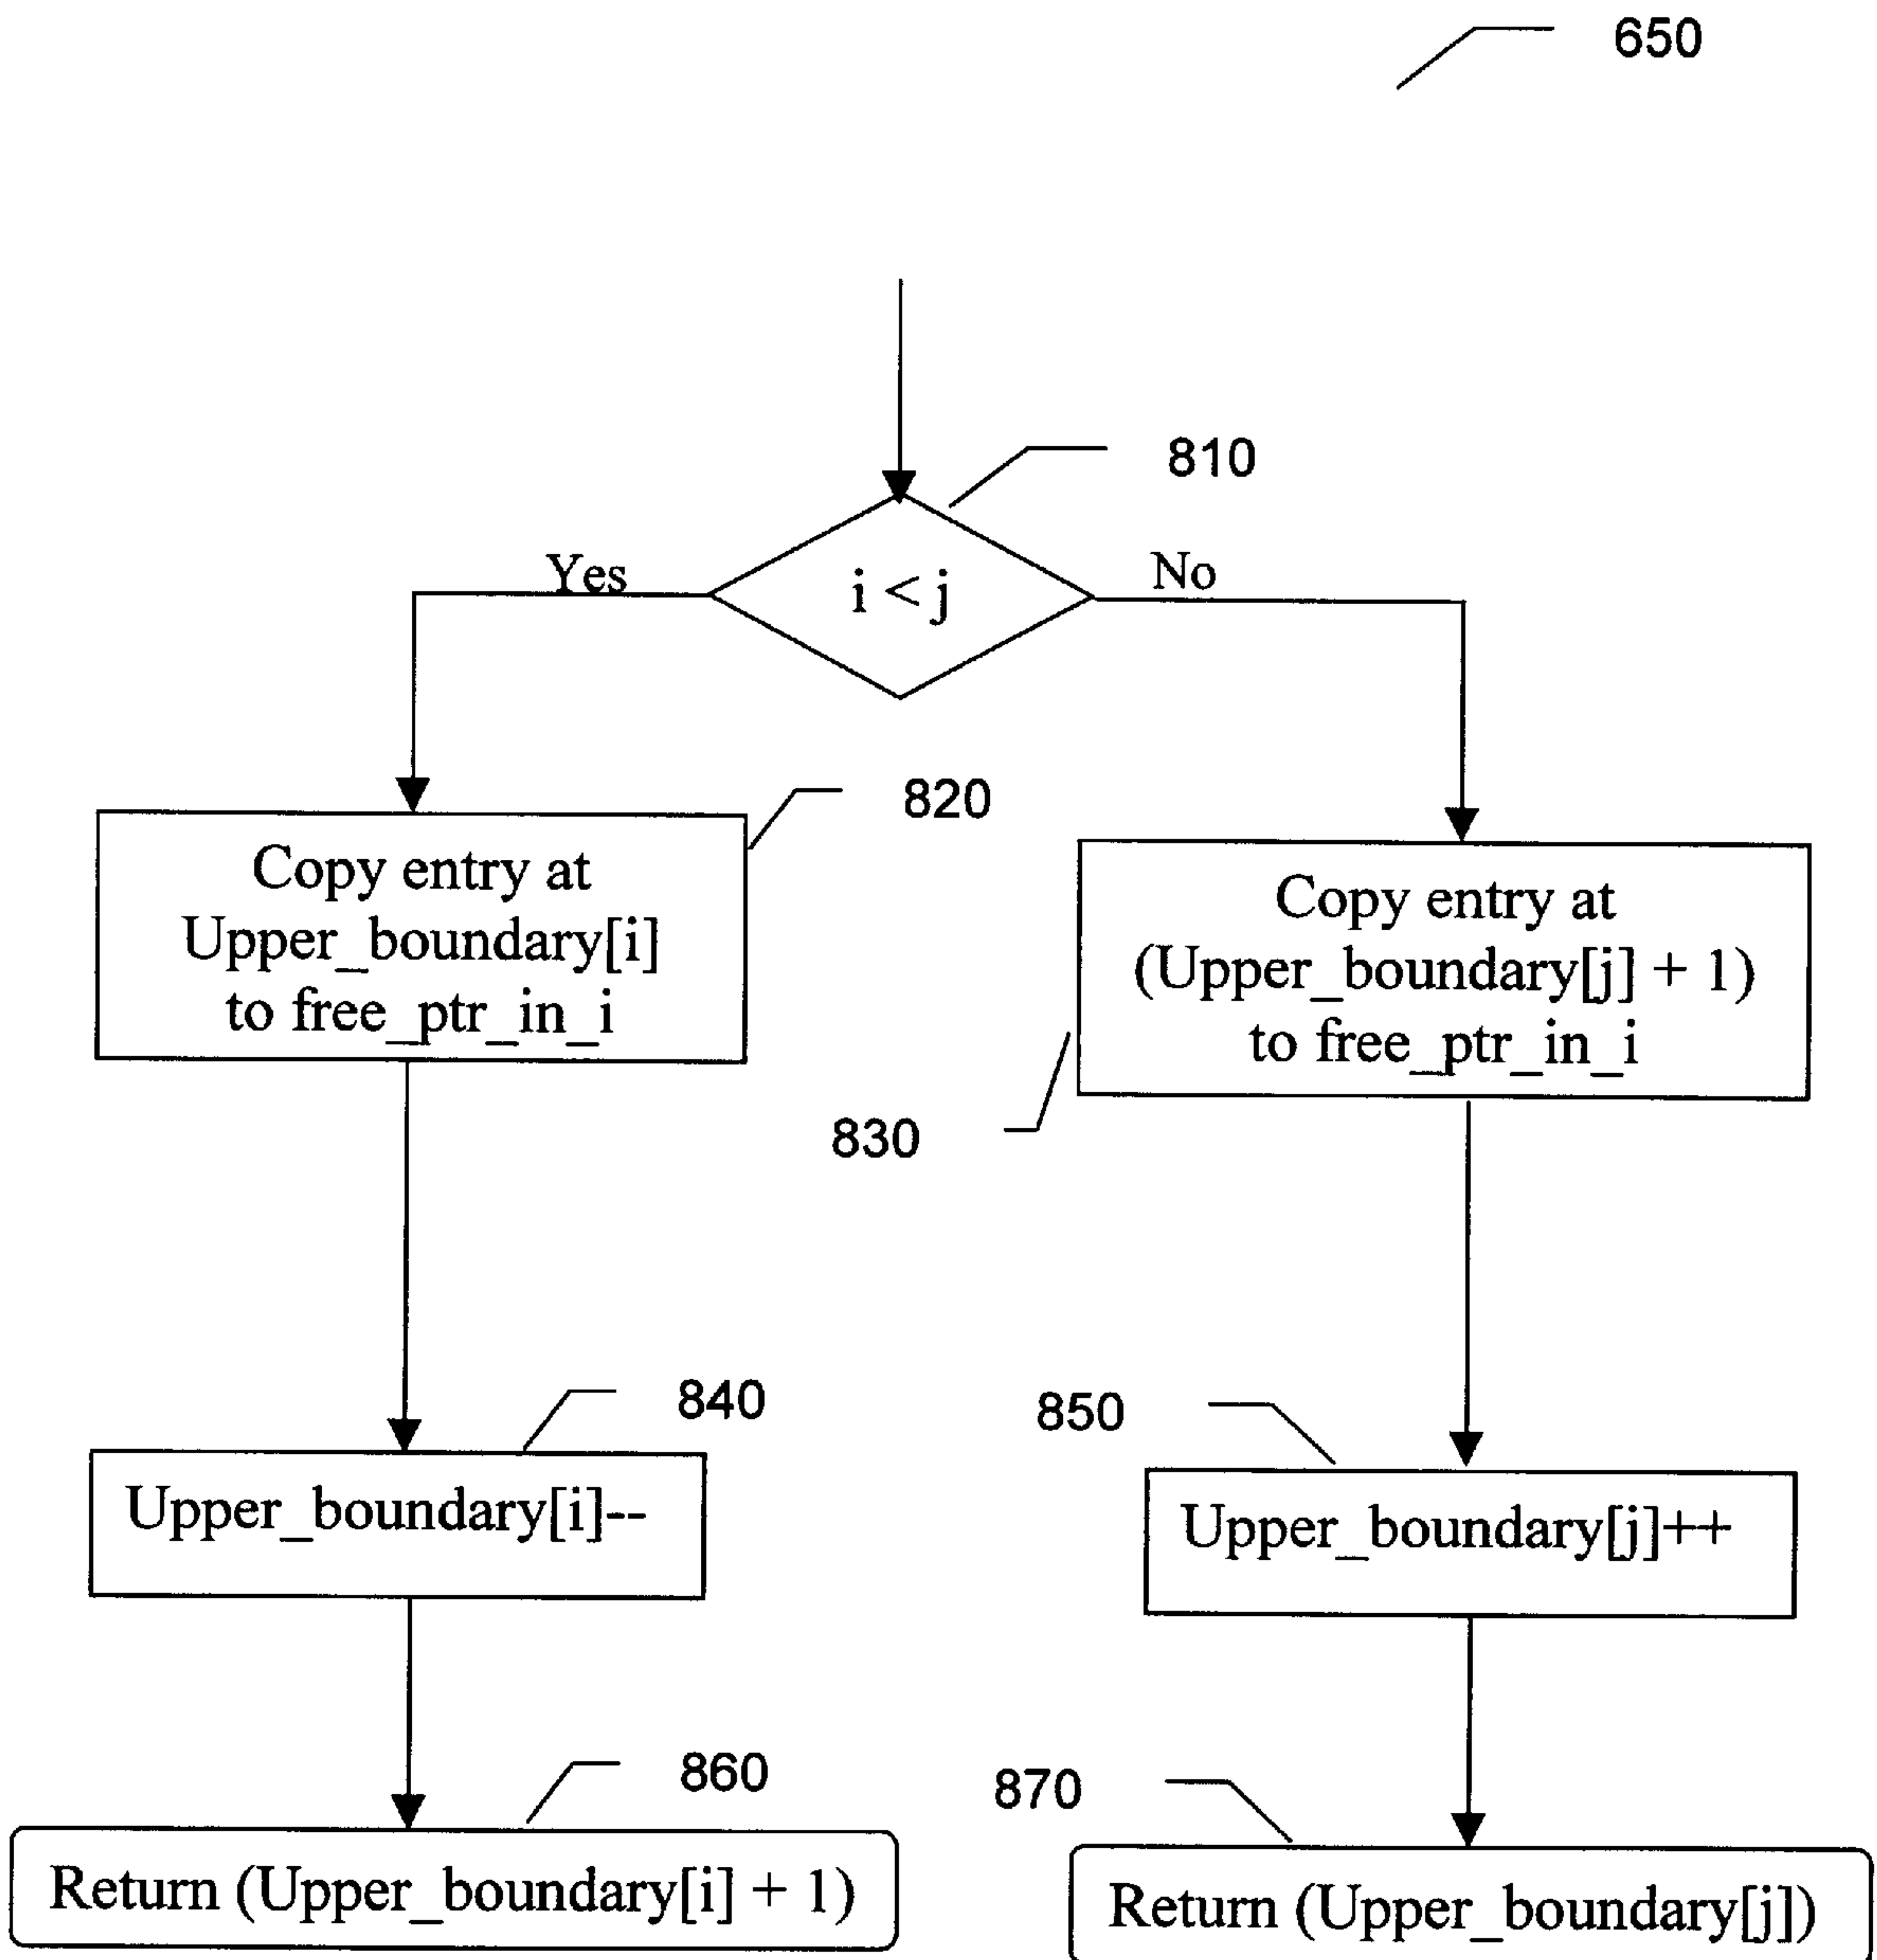 650
810
Yes
No
i < j
820
Copy entry at
Upper_boundary[i]
to free_ptr_in_i
Copy entry at
(Upper_boundary[j] + 1)
to free_ptr_in_i
830
840
850
Upper_boundary[i]--
Upper_boundary[j]++
860
870
Return (Upper_boundary[i] + 1)
Return (Upper_boundary[j])